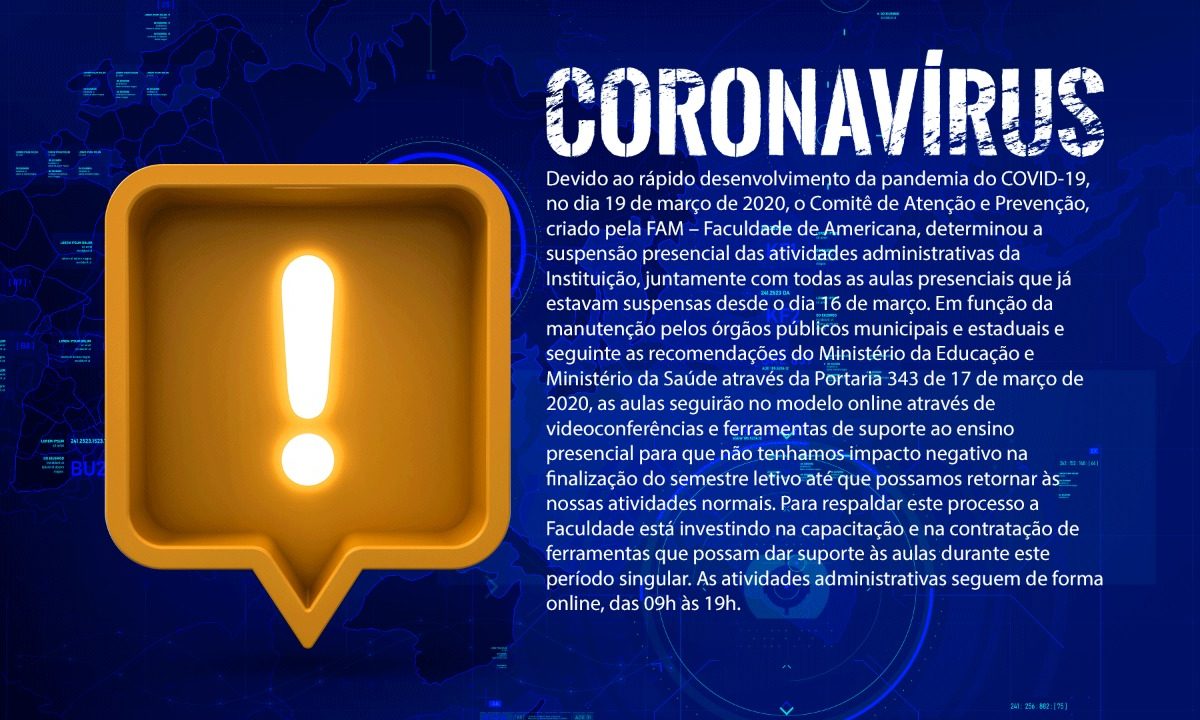 CORONAVÍRUS
Devido ao rápido desenvolvimento da pandemia do COVID-19,
no dia 19 de março de 2020, o Comitê de Atenção e Prevenção,
criado pela FAM – Faculdade de Americana, determinou a
suspensão presencial das atividades administrativas da
Instituição, juntamente com todas as aulas presenciais que já
estavam suspensas desde o dia 16 de março. Em função da
manutenção pelos órgãos públicos municipais e estaduais e
seguinte as recomendações do Ministério da Educação e
Ministério da Saúde através da Portaria 343 de 17 de março de
2020, as aulas seguirão no modelo online através de
videoconferências e ferramentas de suporte ao ensino
presencial para que não tenhamos impacto negativo na
finalização do semestre letivo até que possamos retornar às
nossas atividades normais. Para respaldar este processo a
Faculdade está investindo na capacitação e na contratação de
ferramentas que possam dar suporte às aulas durante este
período singular. As atividades administrativas seguem de forma
online, das 09h às 19h.